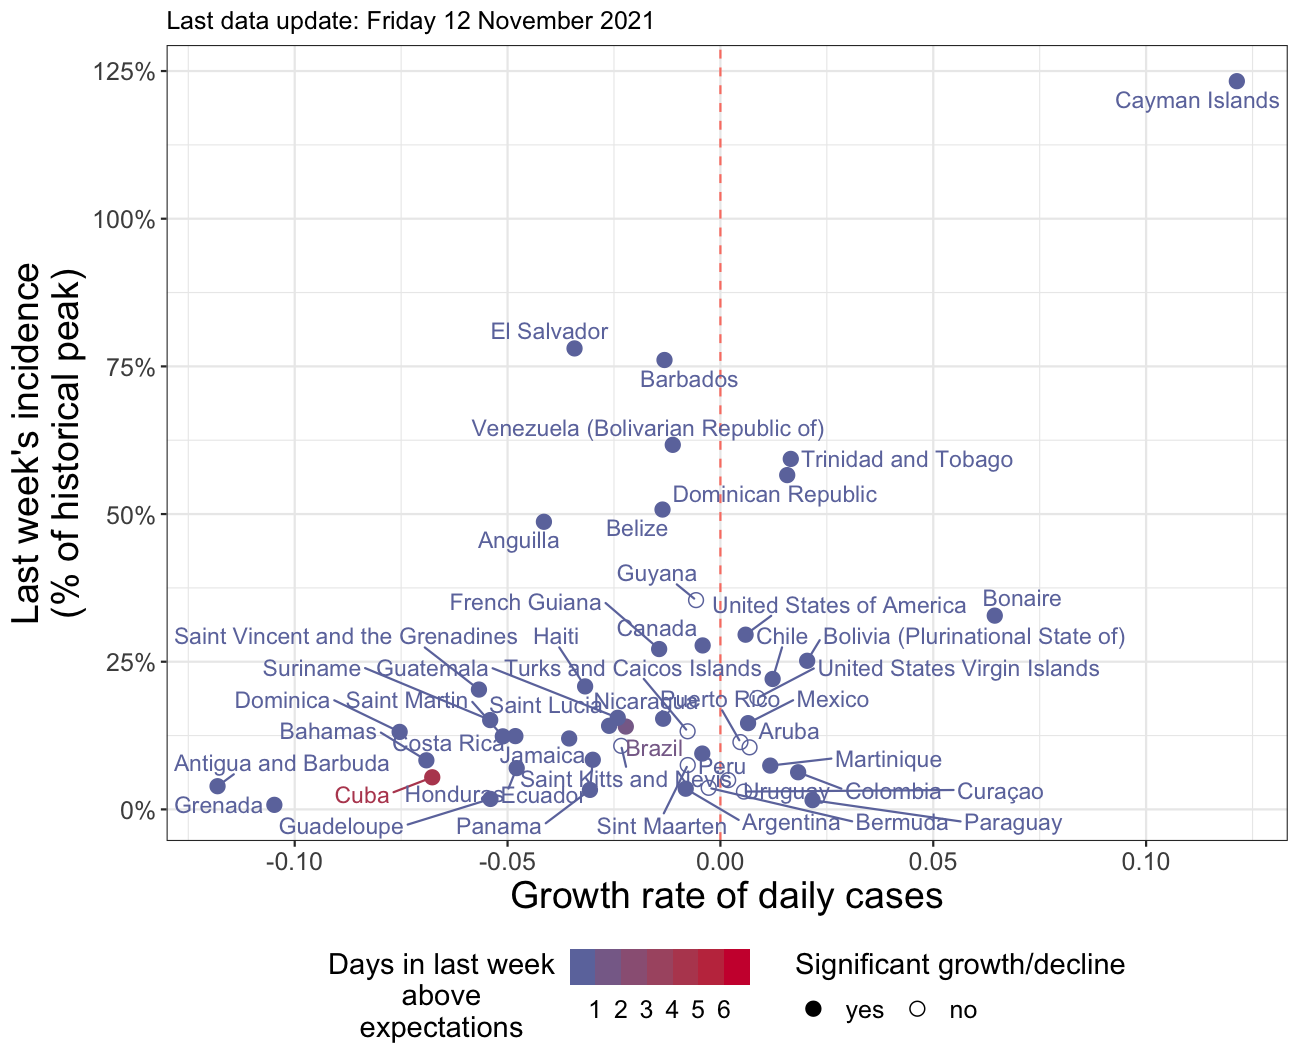 Last data update: Friday 12 November 2021
125%
Cayman Islands
100%
El Salvador
75%
Barbados
Venezuela (Bolivarian Republic of)
Trinidad and Tobago
Dominican Republic
50%
Belize
Anguilla
Guyana
Bonaire
French Guiana
United States of America
Canada
Saint Vincent and the Grenadines
Haiti
Chile
Bolivia (Plurinational State of)
25%
Suriname
Guatemala
Turks and Caicos Islands
United States Virgin Islands
Dominica
Saint Martin
Saint Lucia
Nicaragua
Puerto Rico
Mexico
Bahamas
Costa Rica
Brazil
Aruba
Antigua and Barbuda
Jamaica
Peru
Martinique
Saint Kitts and Nevis
Cuba
Honduras
Ecuador
Uruguay
Colombia
Curaçao
Grenada
0%
Guadeloupe
Panama
Sint Maarten
Argentina
Bermuda
Paraguay
Last week's incidence
(% of historical peak)
-0.10
-0.05
0.00
0.05
0.10
Growth rate of daily cases
Days in last week
above
expectations
1 2 3 4 5 6
Significant growth/decline
yes
no